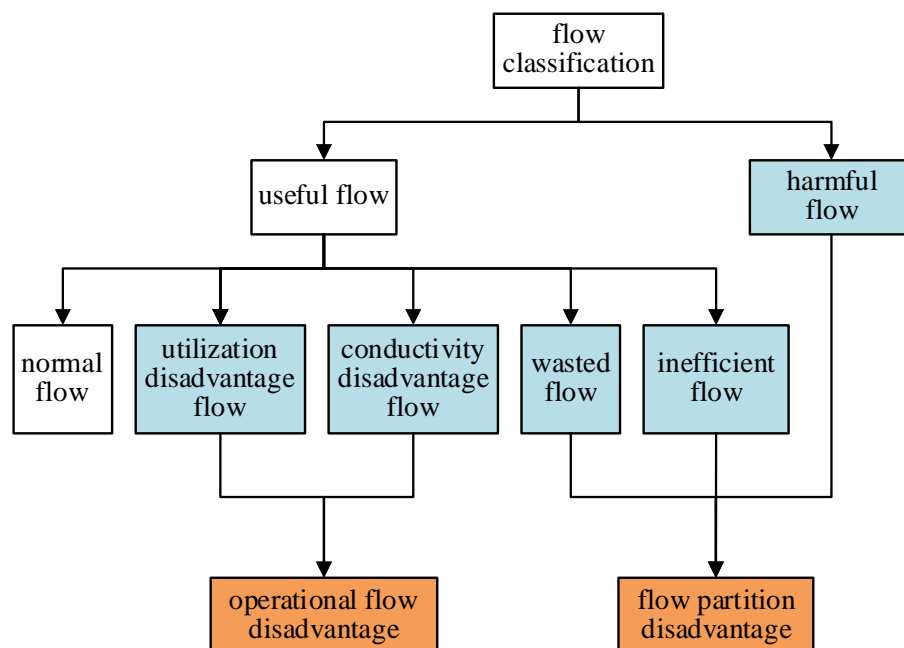 flow
classification
useful flow
harmful
flow
normal
flow
utilization
disadvantage
flow
conductivity
disadvantage
flow
wasted
flow
inefficient
flow
operational flow
disadvantage
flow partition
disadvantage